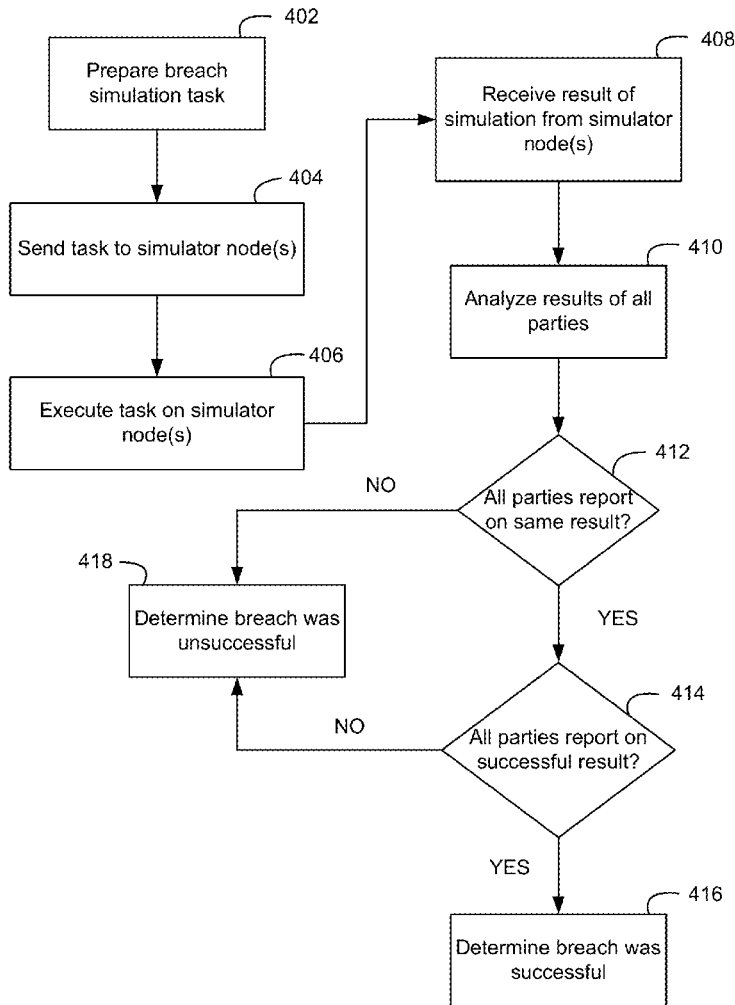 402
Prepare breach
simulation task
404
Send task to simulator node(s)
406
Execute task on simulator
node(s)
408
Receive result of
simulation from simulator
node(s)
410
Analyze results of all
parties
412
All parties report
on same result?
NO
YES
418
Determine breach was
unsuccessful
414
All parties report on
successful result?
NO
YES
416
Determine breach was
successful